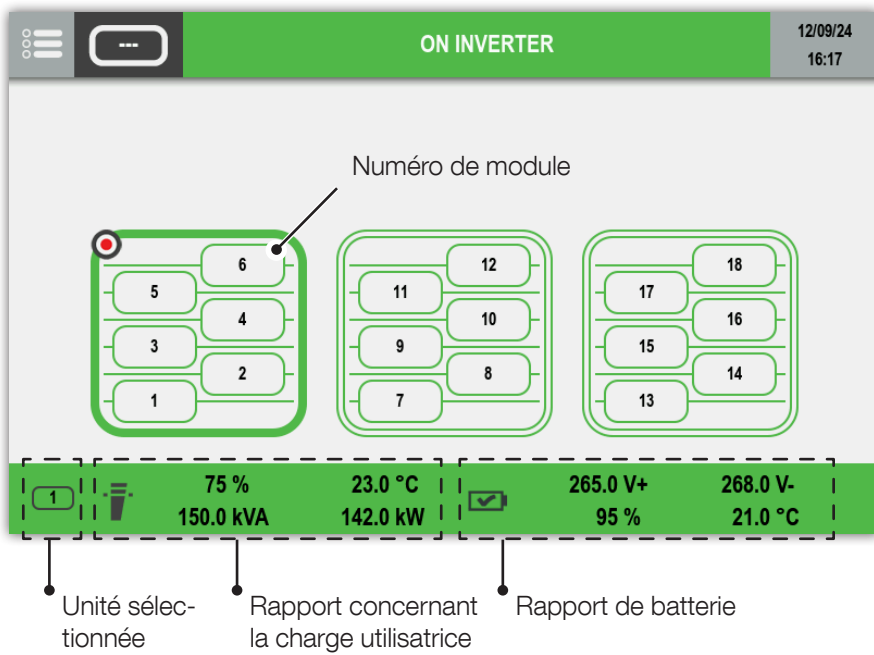 ---
ON INVERTER
12/09/24
16:17
Numéro de module
6
5
4
3
2
1
12
11
10
9
8
7
18
17
16
15
14
13
1
75 % 23.0 °C
150.0 kVA 142.0 kW
265.0 V+ 268.0 V-
95 % 21.0 °C
Unité sélec-
tionnée
Rapport concernant
la charge utilisatrice
Rapport de batterie